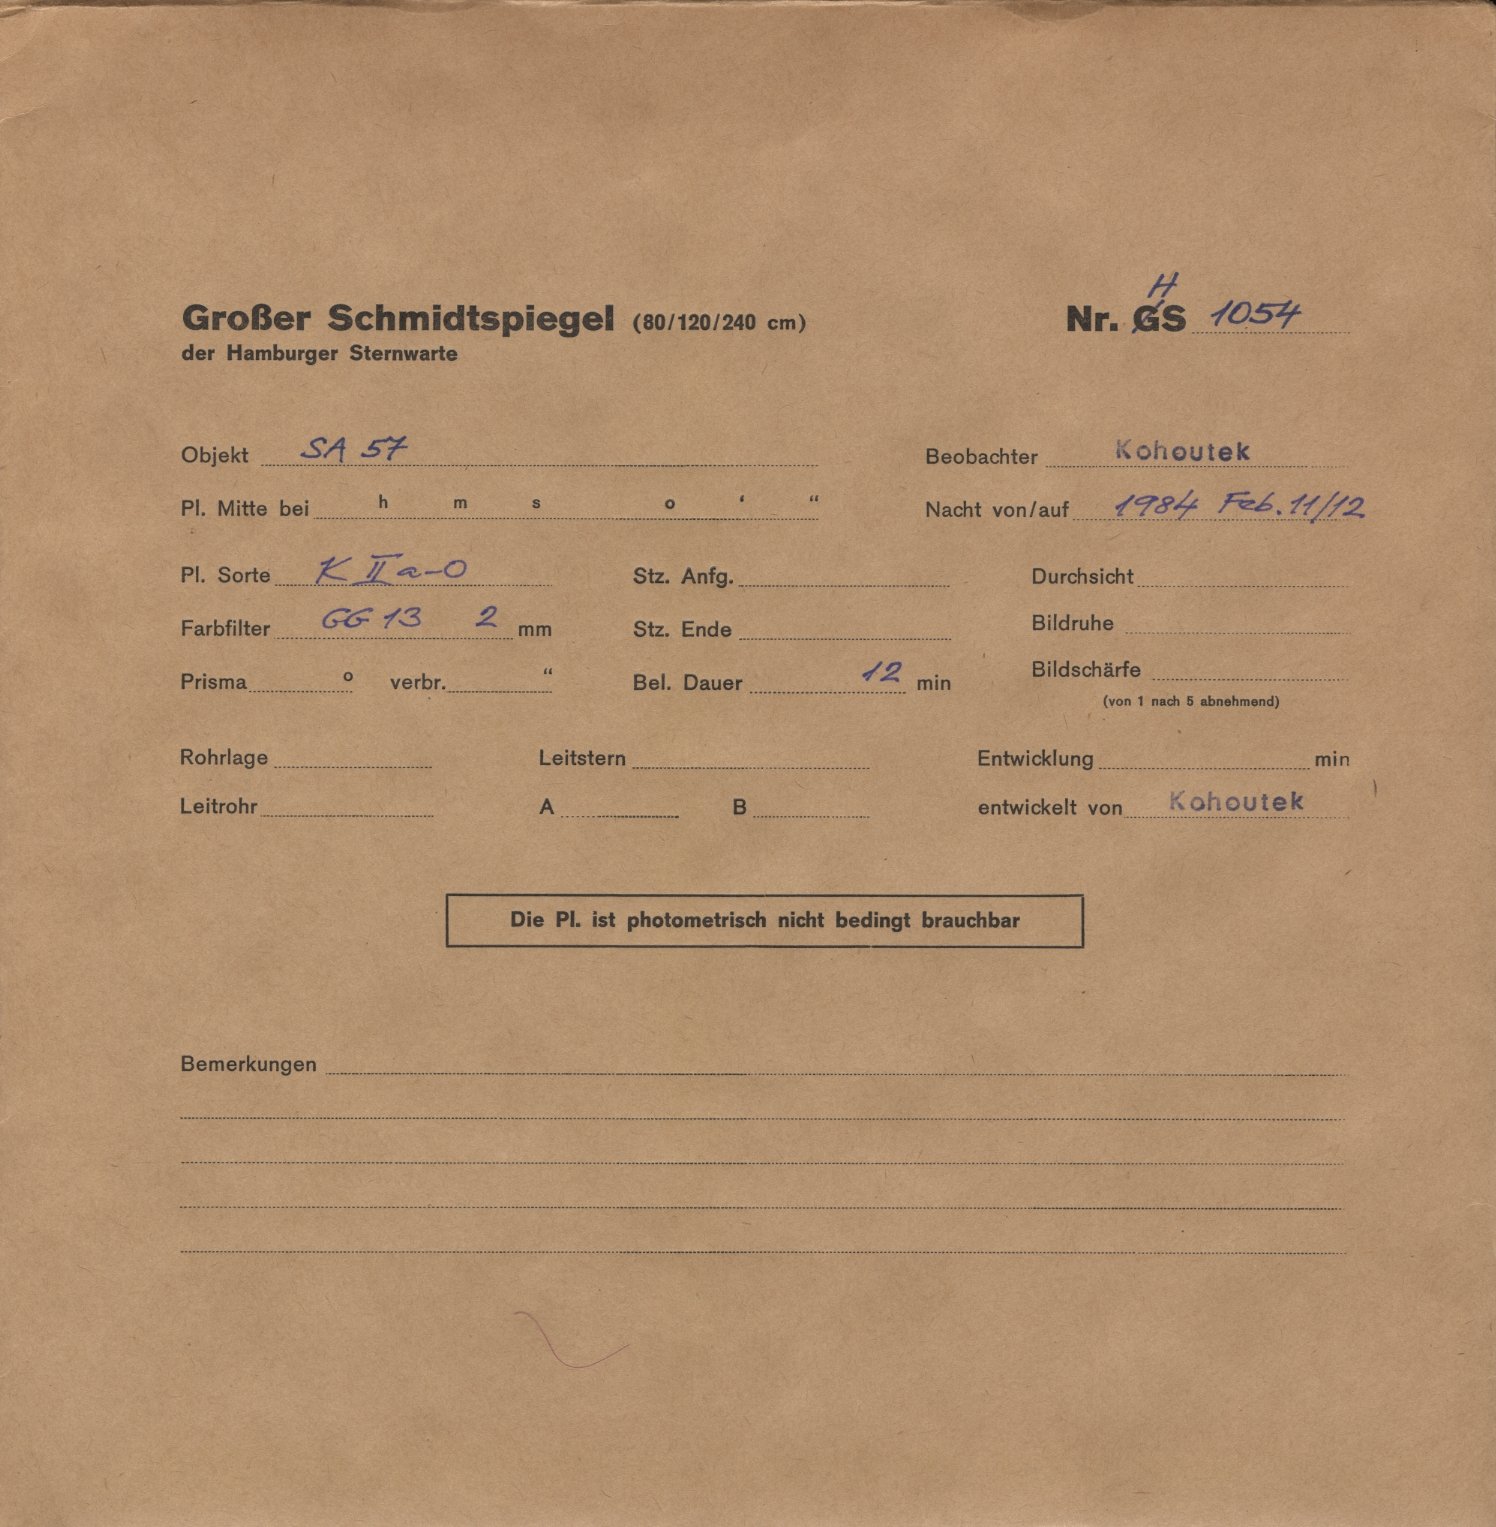 Großer Schmidtspiegel (80/120/240 cm)
der Hamburger Sternwarte
H
Nr. GS 1054
Objekt SA 57
Beobachter Kohoutek
Pl. Mitte bei h m s o ‘ “
Nacht von/auf 1984 Feb. 11/12
Pl. Sorte K II a-O
Stz. Anfg.
Durchsicht
Farbfilter GG 13 2 mm
Stz. Ende
Bildruhe
Prisma o verbr. “
Bel. Dauer 12 min
Bildschärfe
(von 1 nach 5 abnehmend)
Rohrlage
Leitstern
Entwicklung min
Leitrohr
A B
entwickelt von Kohoutek
Die Pl. ist photometrisch nicht bedingt brauchbar
Bemerkungen